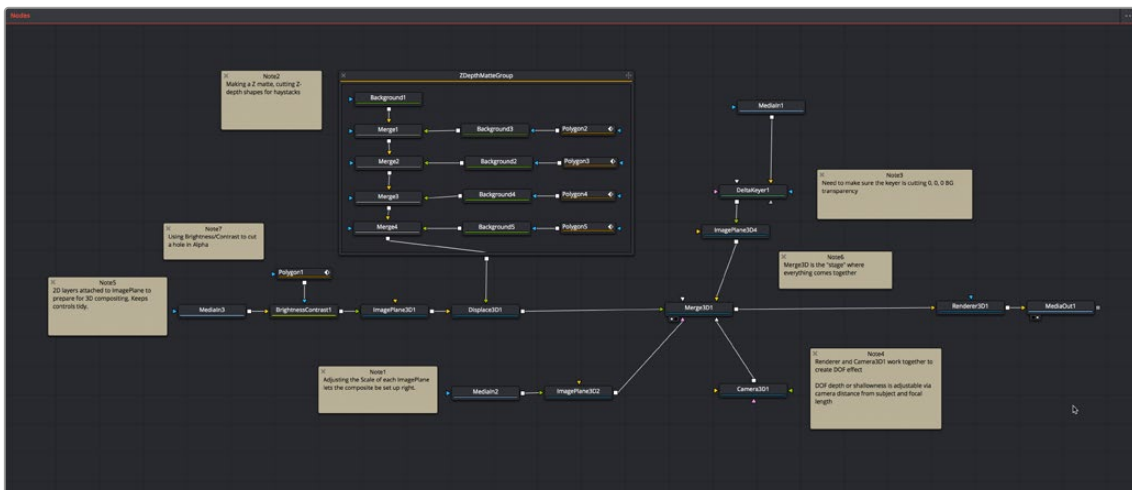 Nodes
Note2
Making a Z matte, cutting Z-
depth shapes for haystacks
ZDepthMatteGroup
Background1
Merge1
Background3
Polygon2
Merge2
Background2
Polygon3
Merge3
Background4
Polygon4
Merge4
Background5
Polygon5
MediaIn1
Note3
Need to make sure the keyer is cutting 0, 0, 0 BG
transparency
DeltaKeyer1
ImagePlane3D4
Note7
Using Brightness/Contrast to cut
a hole in Alpha
Note6
Merge3D is the "stage" where
everything comes together
Polygon1
Note5
2D layers attached to ImagePlane to
prepare for 3D compositing. Keeps
controls tidy.
MediaIn3
BrightnessContrast1
ImagePlane3D1
Displace3D1
Merge3D1
Renderer3D1
MediaOut1
Note1
Adjusting the Scale of each ImagePlane
lets the composite be set up right.
MediaIn2
ImagePlane3D2
Camera3D1
Note4
Renderer and Camera3D1 work together to
create DOF effect
DOF depth or shallowness is adjustable via
camera distance from subject and focal
length